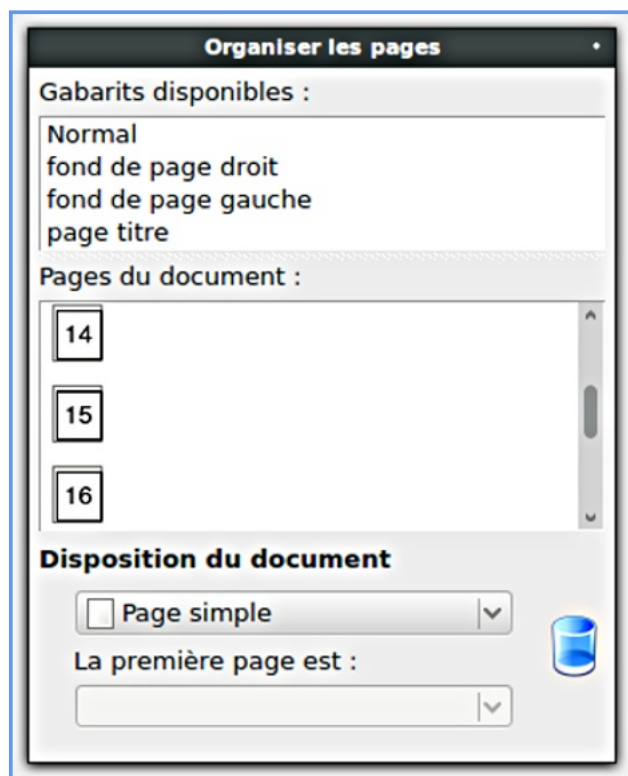 Organiser les pages
Gabarits disponibles :
Normal
fond de page droit
fond de page gauche
page titre
Pages du document :
14
15
16
Disposition du document
Page simple
La première page est :